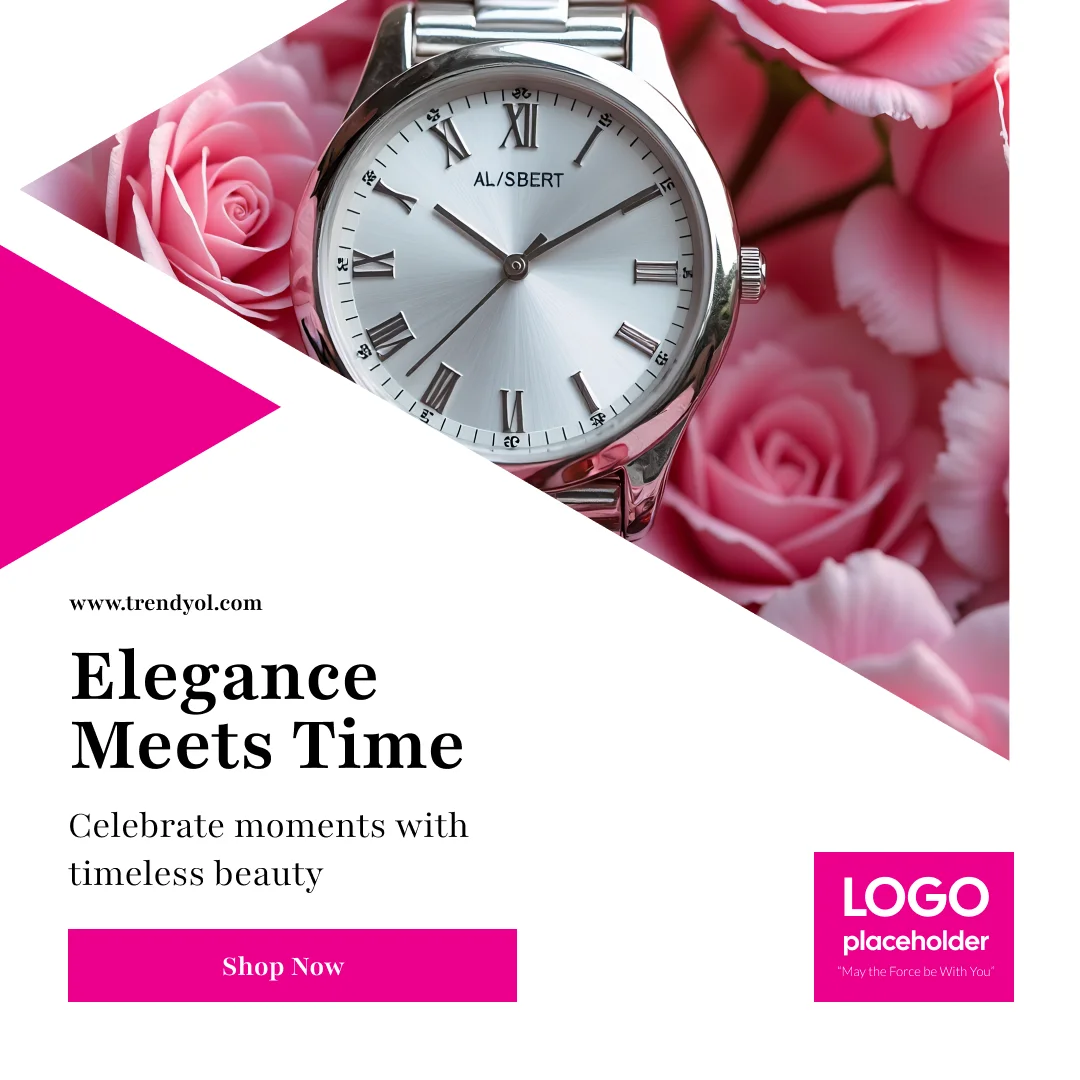 AL/SBERT
www.trendyol.com
Elegance
Meets Time
Celebrate moments with
timeless beauty
Shop Now
LOGO
placeholder
“May the Force be With You”